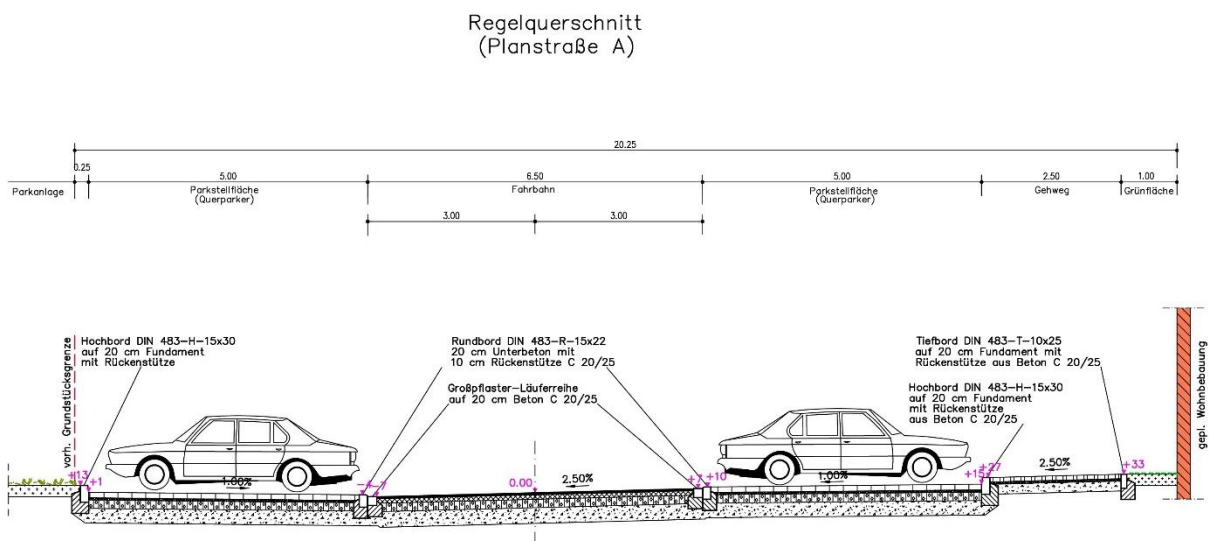 Regelquerschnitt
(Planstraße A)
20.25
0.25
5.00
6.50
5.00
2.50
1.00
Parkanlage
Parkstellfläche
(Querparker)
Fahrbahn
Parkstellfläche
(Querparker)
Gehweg
Grünfläche
3.00
3.00
vorh. Grundstücksgrenze
Hochbord DIN 483-H-15x30
auf 20 cm Fundament
mit Rückenstütze
Rundbord DIN 483-R-15x22
20 cm Unterbeton mit
10 cm Rückenstütze C 20/25
Großpflaster-Läuferreihe
auf 20 cm Beton C 20/25
Tiefbord DIN 483-T-10x25
auf 20 cm Fundament mit
Rückenstütze aus Beton C 20/25
Hochbord DIN 483-H-15x30
auf 20 cm Fundament
mit Rückenstütze
aus Beton C 20/25
gepl. Wohnbebauung
+13
+1
1.00%
-4
-7
0.00
2.50%
+7
+10
1.00%
+15
+27
2.50%
+33